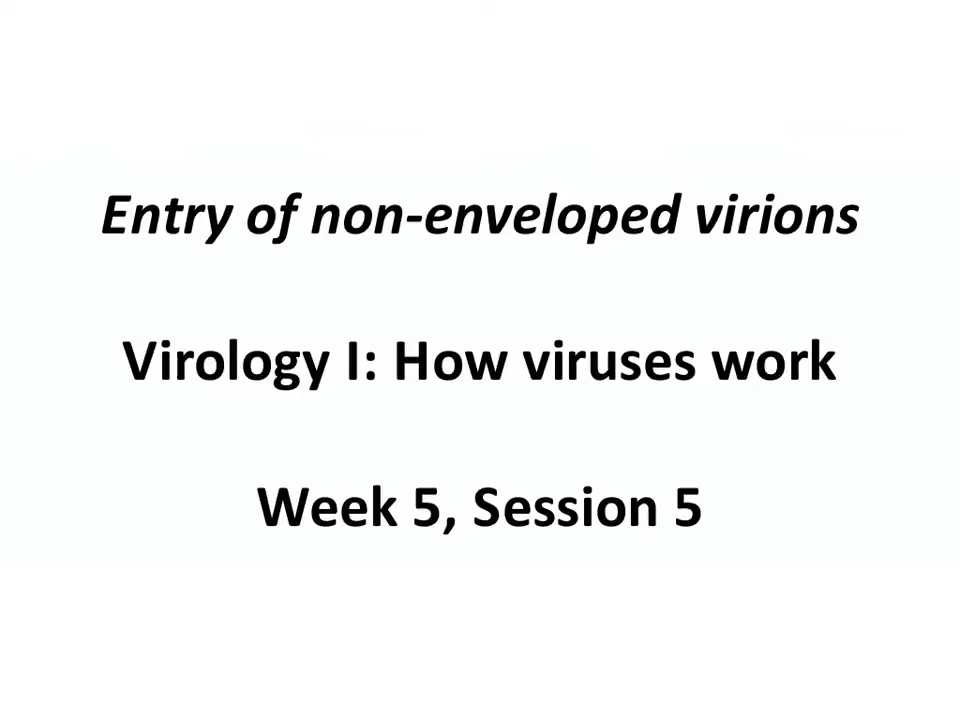 Entry of non-enveloped virions
Virology I: How viruses work
Week 5, Session 5